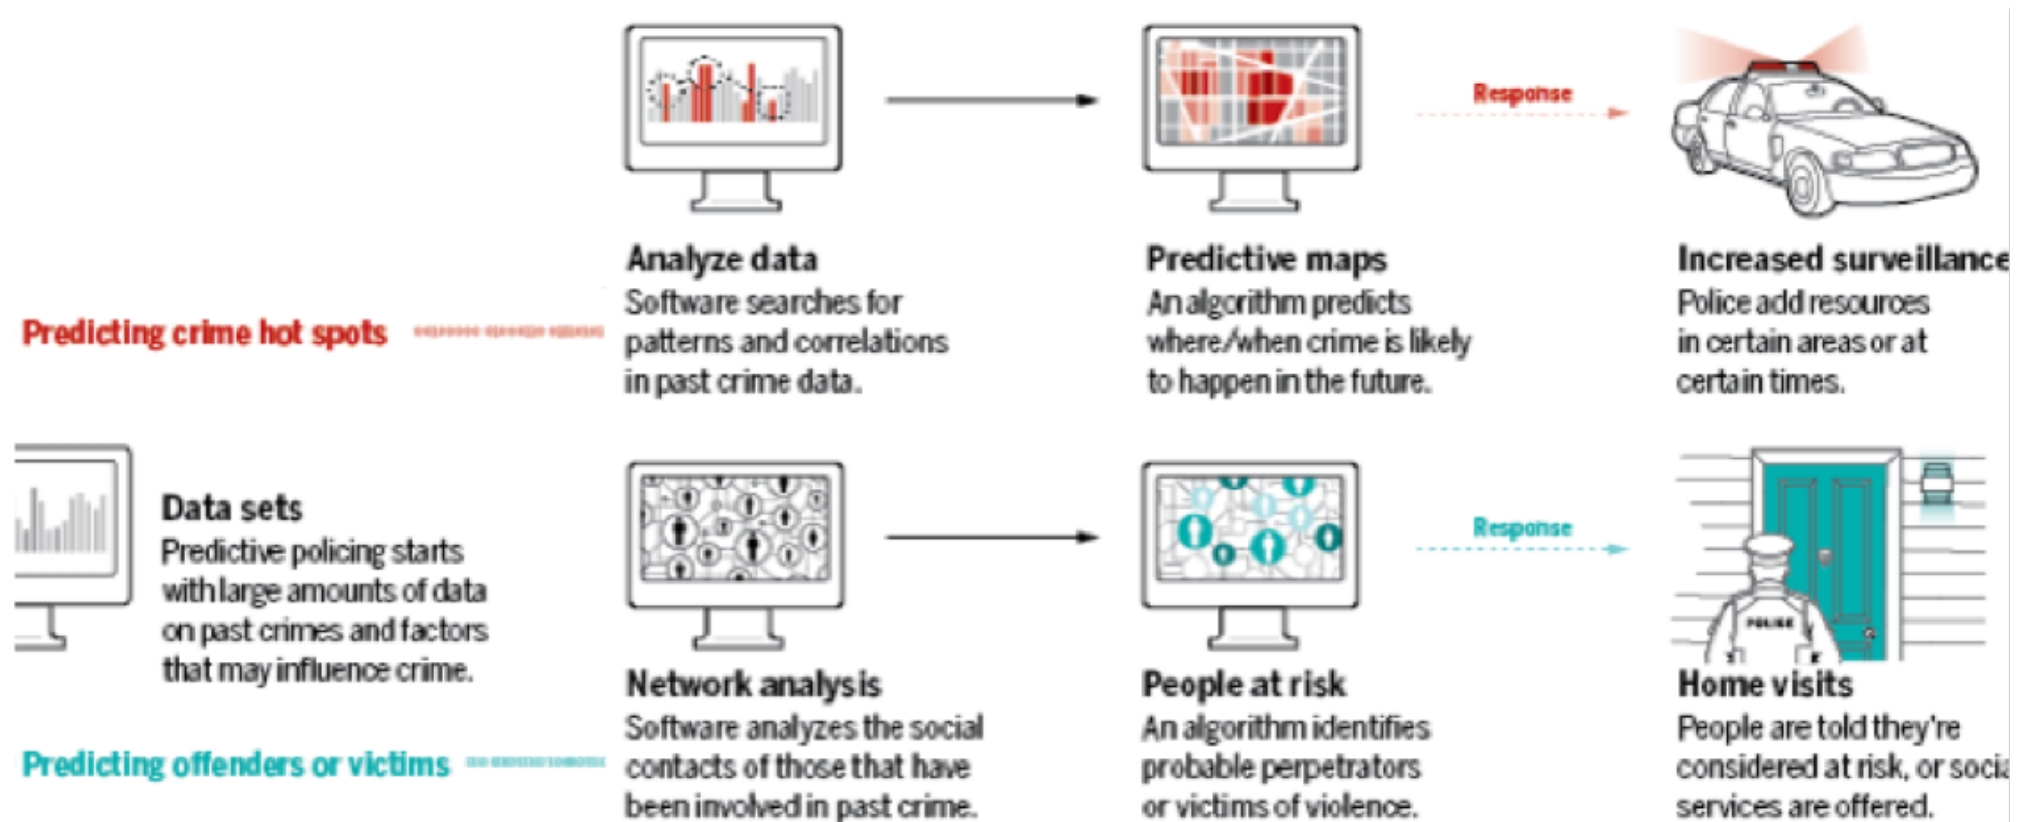 Response
Analyze data
Software searches for
patterns and correlations
in past crime data.
Predictive maps
An algorithm predicts
where/when crime is likely
to happen in the future.
Increased surveillance
Police add resources
in certain areas or at
certain times.
Predicting crime hot spots
Data sets
Predictive policing starts
with large amounts of data
on past crimes and factors
that may influence crime.
Response
POLICE
Network analysis
Software analyzes the social
contacts of those that have
been involved in past crime.
People at risk
An algorithm identifies
probable perpetrators
or victims of violence.
Home visits
People are told they're
considered at risk, or socia
services are offered.
Predicting offenders or victims